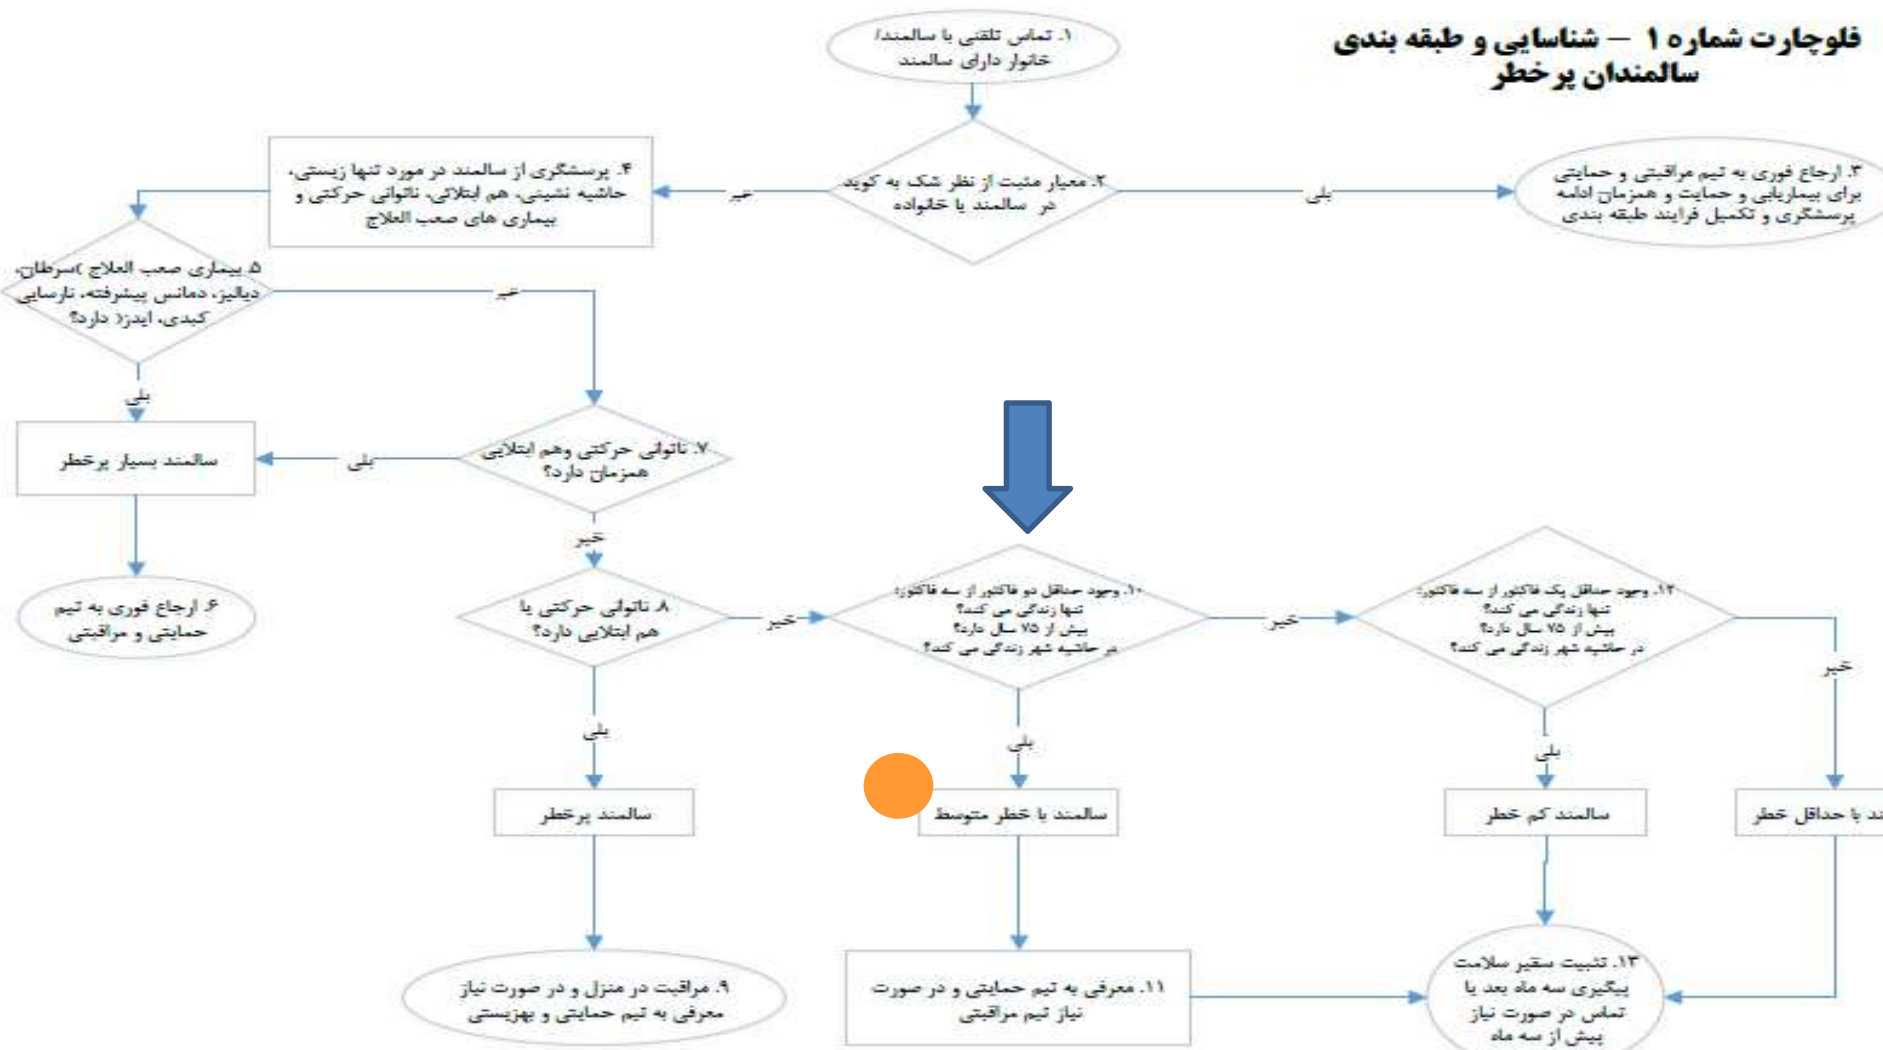 فلوچارت شماره ۱ – شناسایی و طبقه بندی
سالمندان پر خطر
۱. تماس تلقنی با سالمند/
خانوار دارای سالمند
۲. معیار مثبت از نظر شک به کوید
در سالمند یا خانواده
بلی
خیر
۳. ارجاع فوری به تیم مراقبتی و حمایتی
برای بیماریابی و حمایت و همزمان ادامه
پرسشگری و تکمیل فرایند طبقه بندی
۴. پرسشگری از سالمند در مورد تنها زیستی،
حاشیه نشینی، هم ابتلائی، ناتوانی حرکتی و
بیماری های صعب العلاج
۵. بیماری صعب العلاج )سرطان،
دیالیز، دمانس پیشرفته، نارسایی
کبدی، ایدز( دارد؟
خیر
بلی
سالمند بسیار پرخطر
۶. ارجاع فوری به تیم
حمایتی و مراقبتی
۷. ناتوانی حرکتی وهم ابتلایی
همزمان دارد؟
بلی
خیر
۸. ناتوانی حرکتی یا
هم ابتلایی دارد؟
خیر
بلی
سالمند پرخطر
۹. مراقبت در منزل و در صورت نیاز
معرفی به تیم حمایتی و بهزیستی
۱۰. وجود حداقل دو فاکتور از سه فاکتور:
تنها زندگی می کند؟
بیش از ۷۵ سال دارد؟
در حاشیه شهر زندگی می کند؟
خیر
بلی
سالمند با خطر متوسط
۱۱. معرفی به تیم حمایتی و در صورت
نیاز تیم مراقبتی
۱۲. وجود حداقل یک فاکتور از سه فاکتور:
تنها زندگی می کند؟
بیش از ۷۵ سال دارد؟
در حاشیه شهر زندگی می کند؟
خیر
بلی
سالمند کم خطر
ند با حداقل خطر
۱۳. تثبیت سفیر سلامت
پیگیری سه ماه بعد یا
تماس در صورت نیاز
پیش از سه ماه